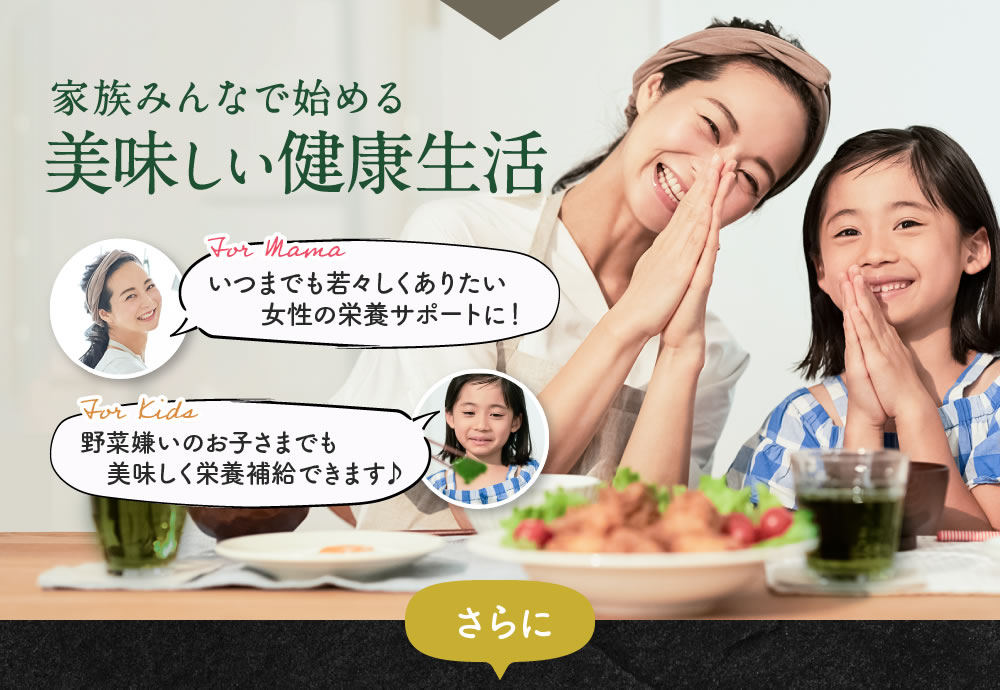 家族みんなで始める
美味しい健康生活
For Mama
いつまでも若々しくありたい
女性の栄養サポートに！
For Kids
野菜嫌いのお子さまでも
美味しく栄養補給できます♪
さらに